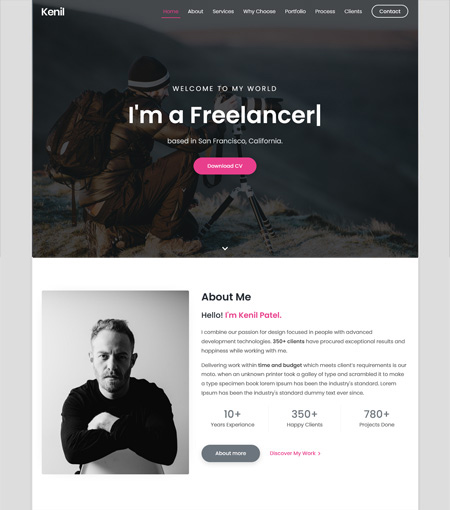 Kenil
Home About Services Why Choose Portfolio Process Clients Contact
WELCOME TO MY WORLD
I'm a Freelancer|
based in San Francisco, California.
Download CV
About Me
Hello! I'm Kenil Patel.
I combine our passion for design focused in people with advanced
development technologies. 350+ clients have procured exceptional results and
happiness while working with me.
Delivering work within time and budget which meets client's requirements is our
moto. when an unknown printer took a galley of type and scrambled it to make
a type specimen book lorem Ipsum has been the industry's standard. Lorem
Ipsum has been the industry's standard dummy text ever since.
10+ 350+ 780+
Years Experiance Happy Clients Projects Done
About more Discover My Work >